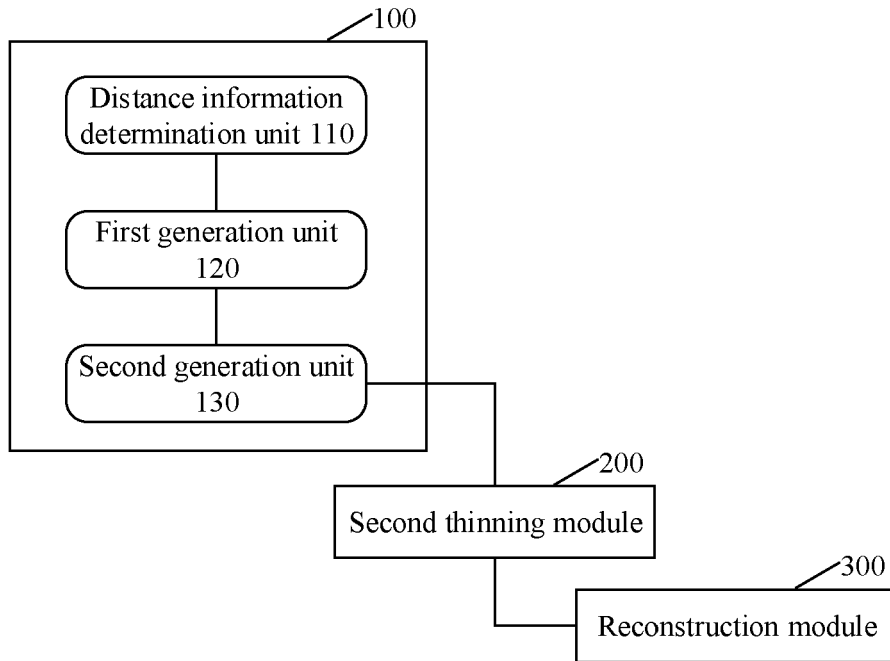 100
Distance information
determination unit 110
First generation unit
120
Second generation unit
130
200
Second thinning module
300
Reconstruction module